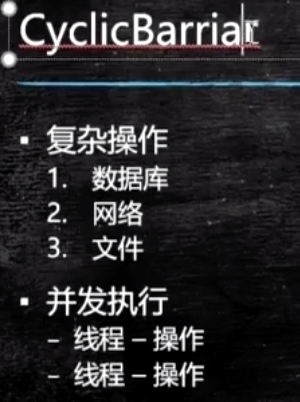 CyclicBarriar
▪ 复杂操作
1. 数据库
2. 网络
3. 文件
▪ 并发执行
– 线程 – 操作
– 线程 – 操作